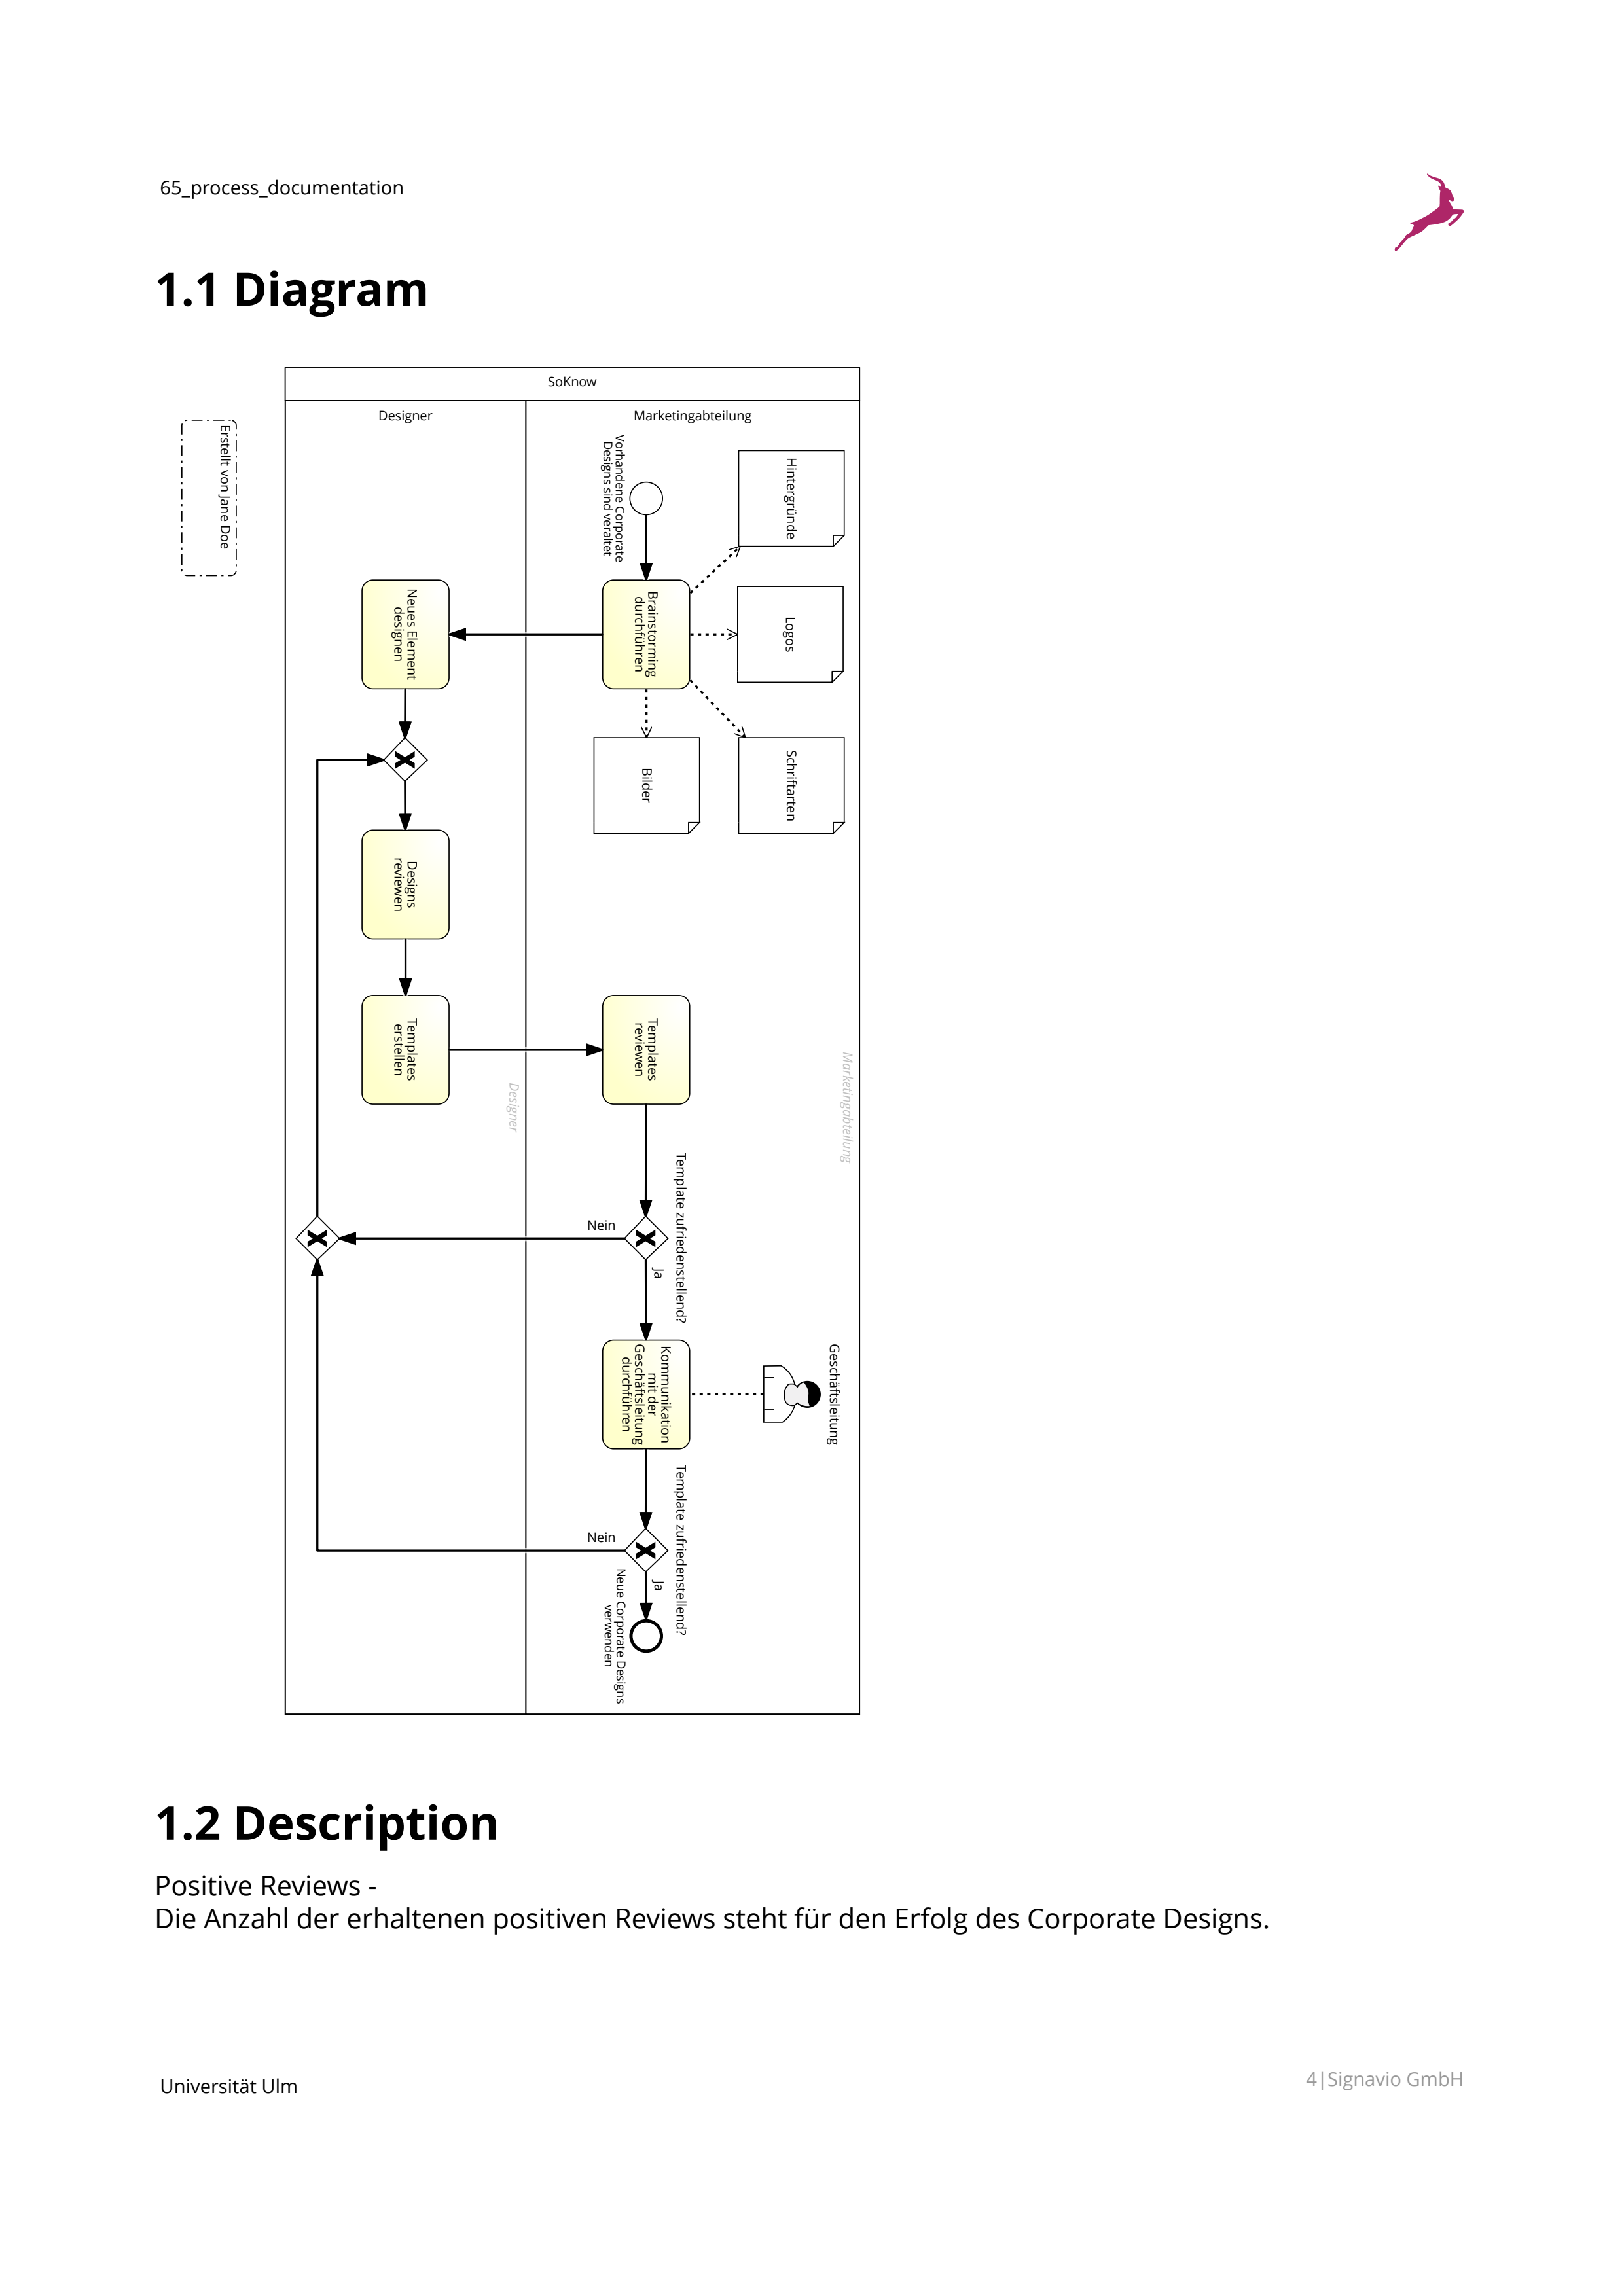 65_process_documentation
1.1 Diagram
SoKnow
Designer
Marketingabteilung
Erstellt von Jane Doe
Vorhandene Corporate
Designs sind veraltet
Hintergründe
Logos
Schriftarten
Bilder
Brainstorming
durchführen
Neues Element
designen
Designs
reviewen
Templates
erstellen
Templates
reviewen
Designer
Marketingabteilung
Template zufriedenstellend?
Nein
Ja
Kommunikation
mit der
Geschäftsleitung
durchführen
Geschäftsleitung
Template zufriedenstellend?
Nein
Ja
Neue Corporate Designs
verwenden
1.2 Description
Positive Reviews -
Die Anzahl der erhaltenen positiven Reviews steht für den Erfolg des Corporate Designs.
Universität Ulm
4|Signavio GmbH